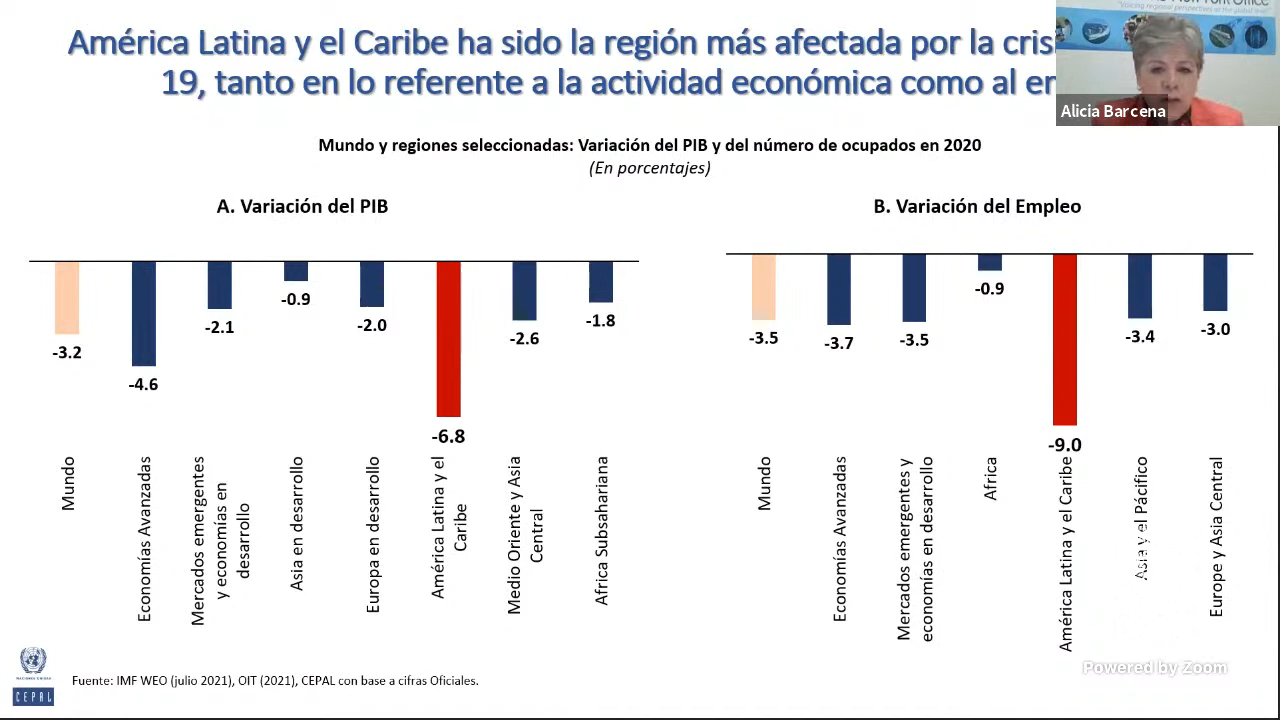 América Latina y el Caribe ha sido la región más afectada por la cris
19, tanto en lo referente a la actividad económica como al em
Alicia Barcena
Mundo y regiones seleccionadas: Variación del PIB y del número de ocupados en 2020
(En porcentajes)
A. Variación del PIB
-3.2
-4.6
-2.1
-0.9
-2.0
-6.8
-2.6
-1.8
Mundo
Economías Avanzadas
Mercados emergentes
y economías en
desarrollo
Asia en desarrollo
Europa en desarrollo
América Latina y el
Caribe
Medio Oriente y Asia
Central
Africa Subsahariana
B. Variación del Empleo
-3.5
-3.7
-3.5
-0.9
-9.0
-3.4
-3.0
Mundo
Economías Avanzadas
Mercados emergentes y
economías en desarrollo
Africa
América Latina y el Caribe
Asia y el Pácifico
Europe y Asia Central
Powered by Zoom
NACIONES UNIDAS
CEPAL
Fuente: IMF WEO (julio 2021), OIT (2021), CEPAL con base a cifras Oficiales.